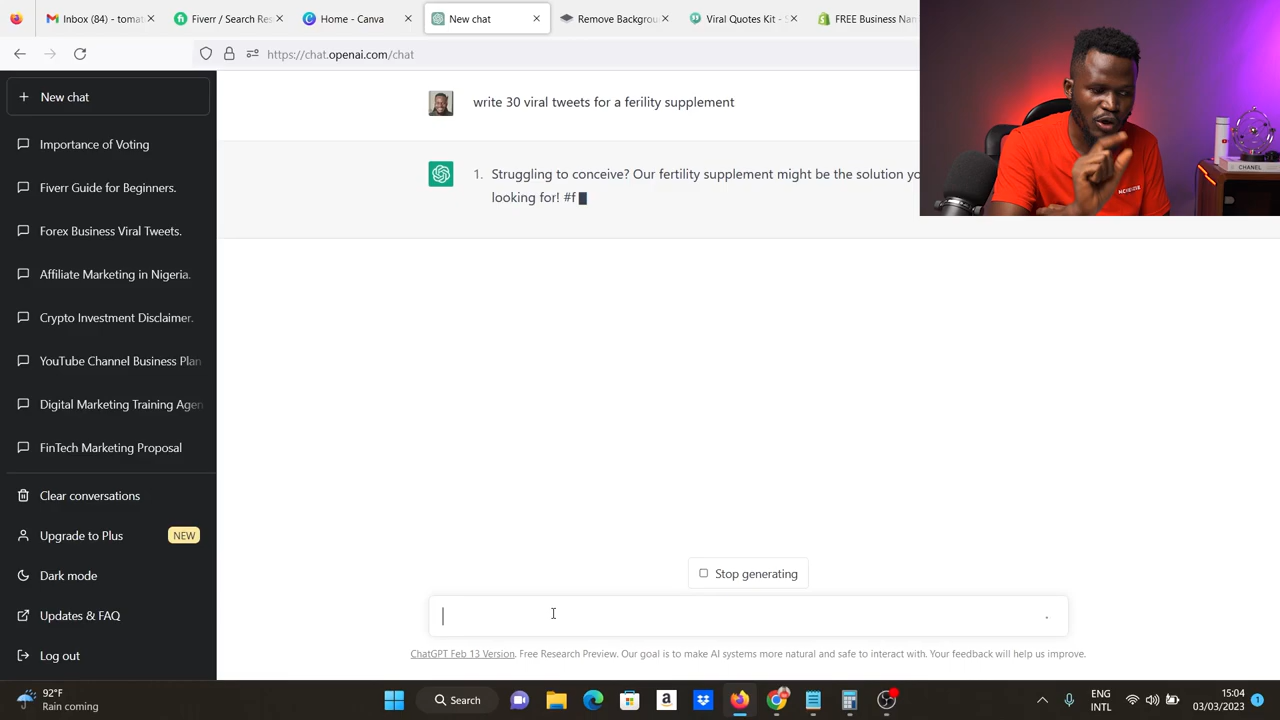 Inbox (84) - tomat
Fiverr / Search Res
Home - Canva
New chat
Remove Backgrou
Viral Quotes Kit - S
FREE Business Nam
https://chat.openai.com/chat
New chat
write 30 viral tweets for a ferility supplement
Importance of Voting
1. Struggling to conceive? Our fertility supplement might be the solution yo
looking for! #f
CHANEL
Fiverr Guide for Beginners.
Forex Business Viral Tweets.
Affiliate Marketing in Nigeria.
Crypto Investment Disclaimer.
YouTube Channel Business Plan
Digital Marketing Training Agen
FinTech Marketing Proposal
Clear conversations
Upgrade to Plus
NEW
Dark mode
Updates & FAQ
Log out
Stop generating
ChatGPT Feb 13 Version. Free Research Preview. Our goal is to make AI systems more natural and safe to interact with. Your feedback will help us improve.
92°F
Rain coming
Search
ENG
INTL
15:04
03/03/2023
1